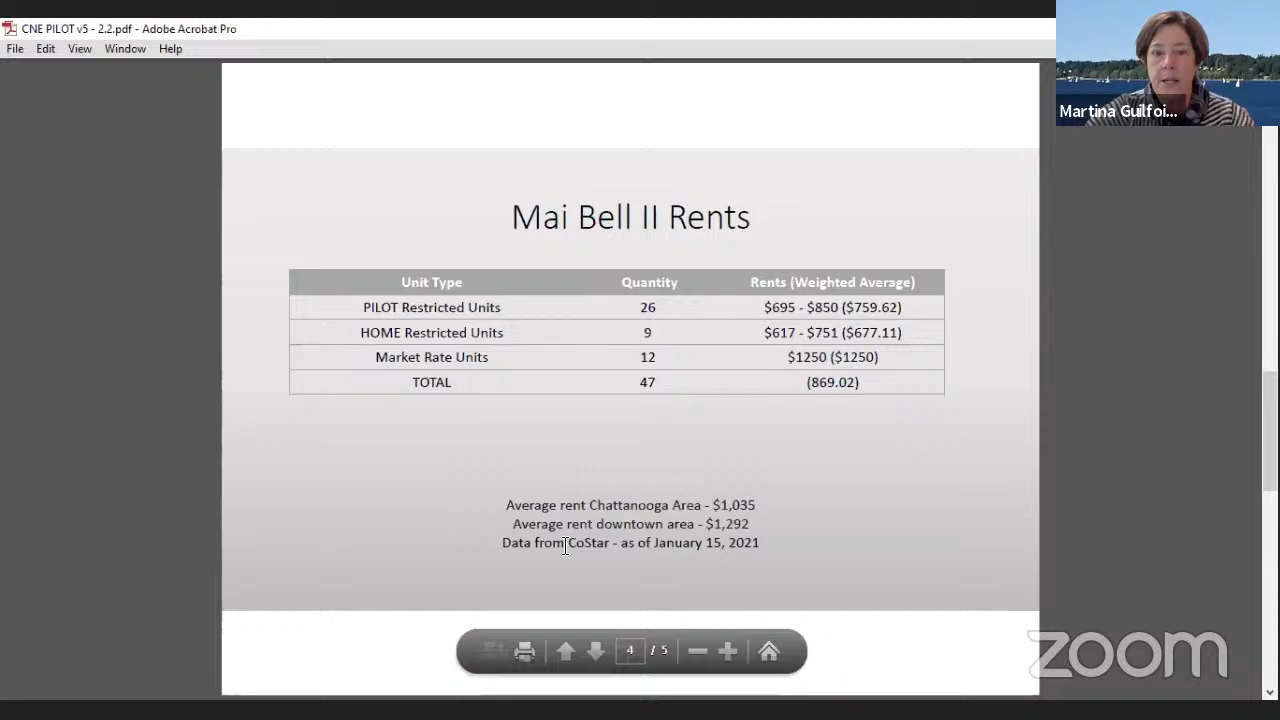 CNE PILOT v5 - 2.2.pdf - Adobe Acrobat Pro
File Edit View Window Help
Martina Guilfoi...
Mai Bell II Rents
Unit Type Quantity Rents (Weighted Average)
PILOT Restricted Units 26 $695 - $850 ($759.62)
HOME Restricted Units 9 $617 - $751 ($677.11)
Market Rate Units 12 $1250 ($1250)
TOTAL 47 (869.02)
Average rent Chattanooga Area - $1,035
Average rent downtown area - $1,292
Data from CoStar - as of January 15, 2021
4 / 5
zoom